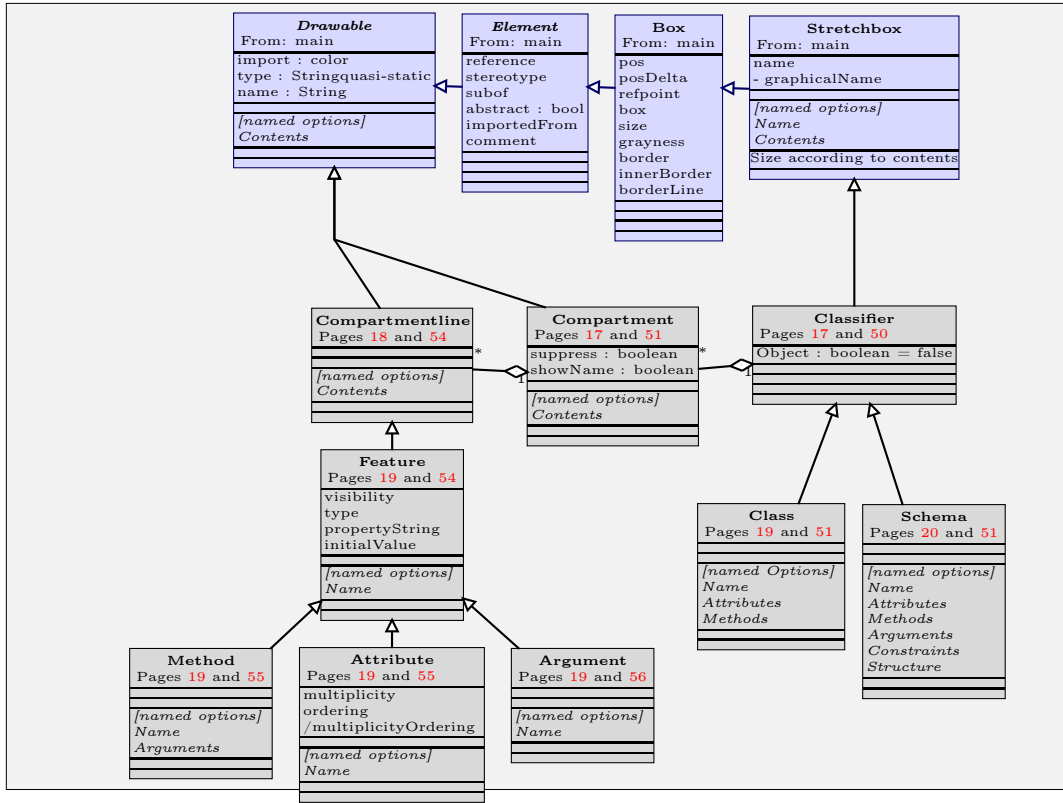 Drawable
From: main
import : color
type : Stringquasi-static
name : String
[named options]
Contents
Element
From: main
reference
stereotype
subof
abstract : bool
importedFrom
comment
Box
From: main
pos
posDelta
refpoint
box
size
grayness
border
innerBorder
borderLine
Stretchbox
From: main
name
- graphicalName
[named options]
Name
Contents
Size according to contents
Compartmentline
Pages 18 and 54
[named options]
Contents
*
1
Compartment
Pages 17 and 51
suppress : boolean
showName : boolean
[named options]
Contents
*
1
Classifier
Pages 17 and 50
Object : boolean = false
Feature
Pages 19 and 54
visibility
type
propertyString
initialValue
[named options]
Name
Class
Pages 19 and 51
[named Options]
Name
Attributes
Methods
Schema
Pages 20 and 51
[named options]
Name
Attributes
Methods
Arguments
Constraints
Structure
Method
Pages 19 and 55
[named options]
Name
Arguments
Attribute
Pages 19 and 55
multiplicity
ordering
/multiplicityOrdering
[named options]
Name
Argument
Pages 19 and 56
[named options]
Name